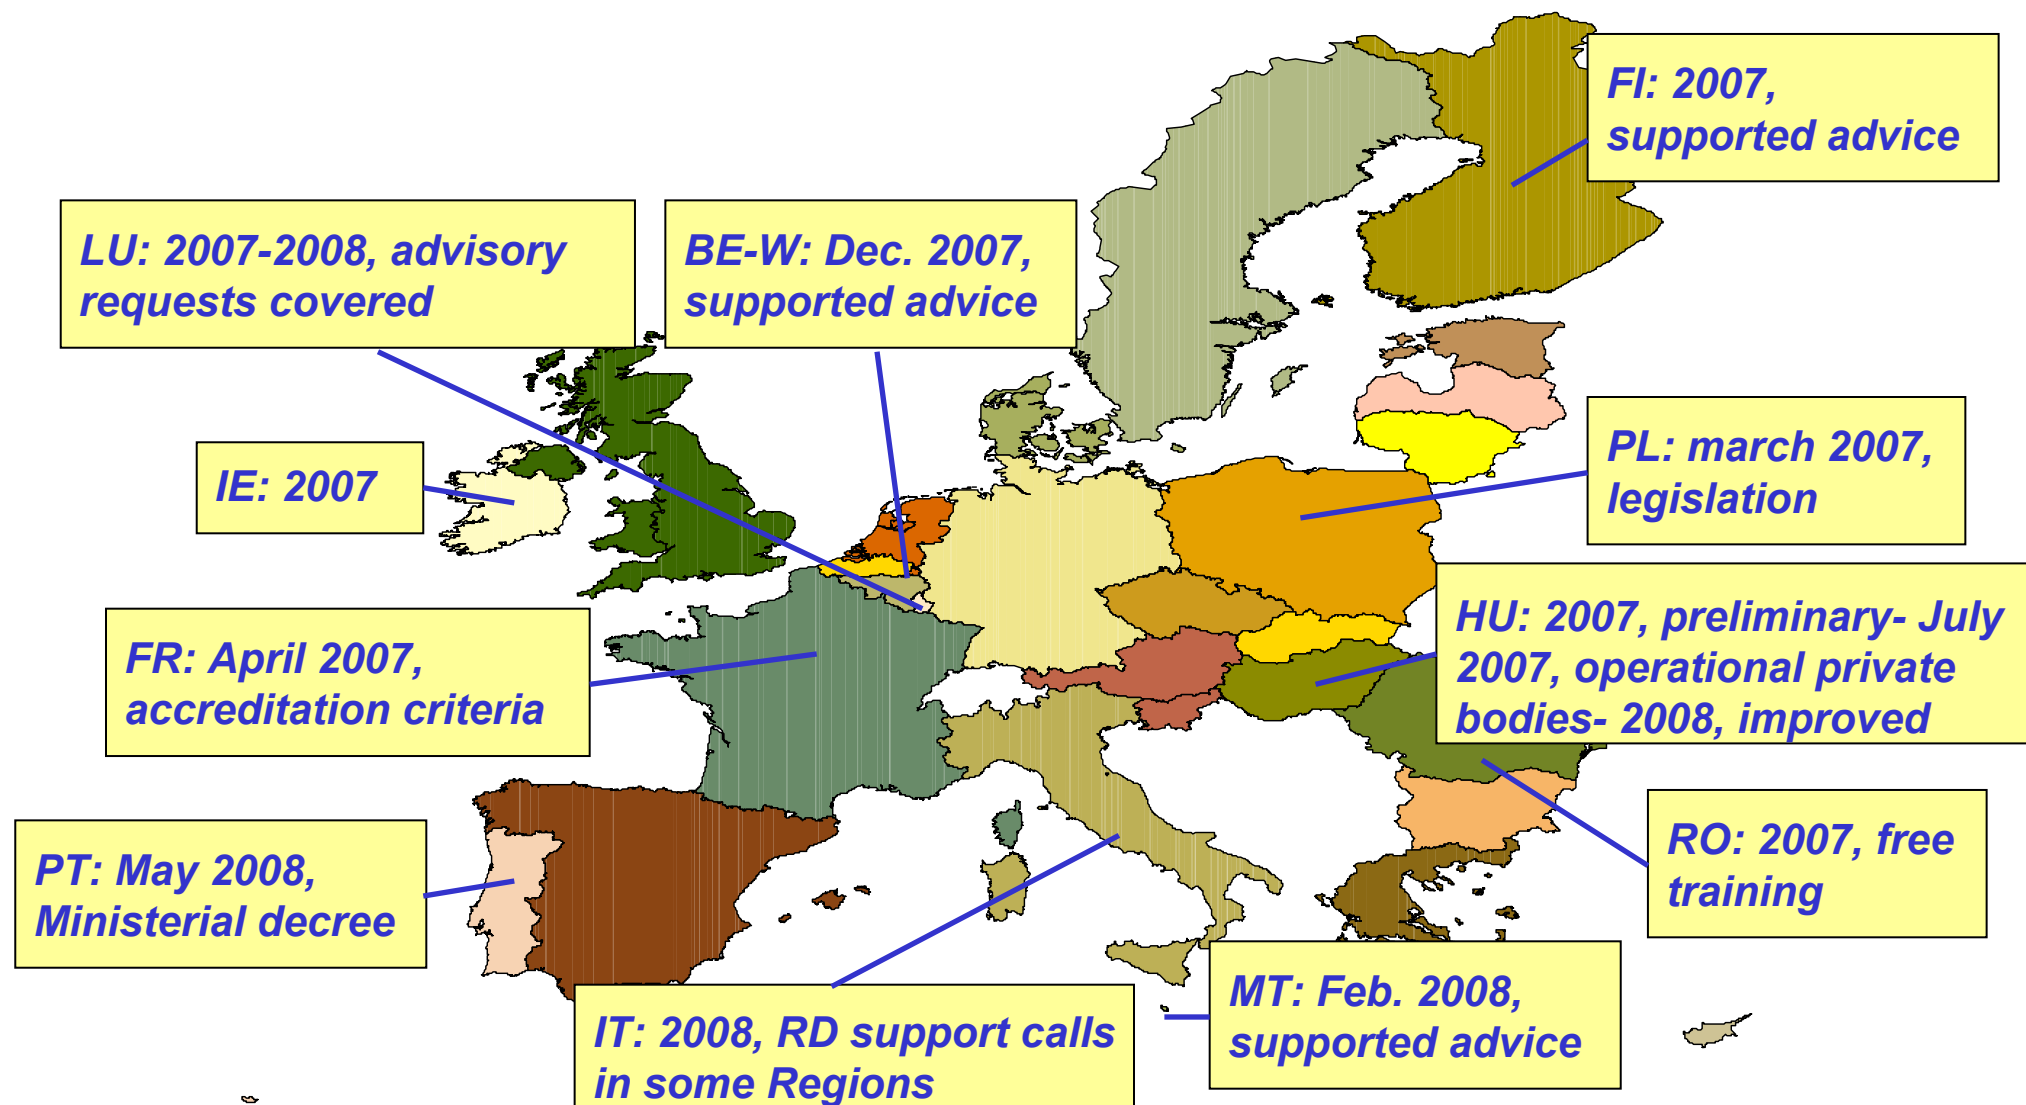 FI: 2007,
supported advice
LU: 2007-2008, advisory
requests covered
BE-W: Dec. 2007,
supported advice
PL: march 2007,
legislation
IE: 2007
HU: 2007, preliminary- July
2007, operational private
bodies- 2008, improved
FR: April 2007,
accreditation criteria
RO: 2007, free
training
PT: May 2008,
Ministerial decree
MT: Feb. 2008,
supported advice
IT: 2008, RD support calls
in some Regions